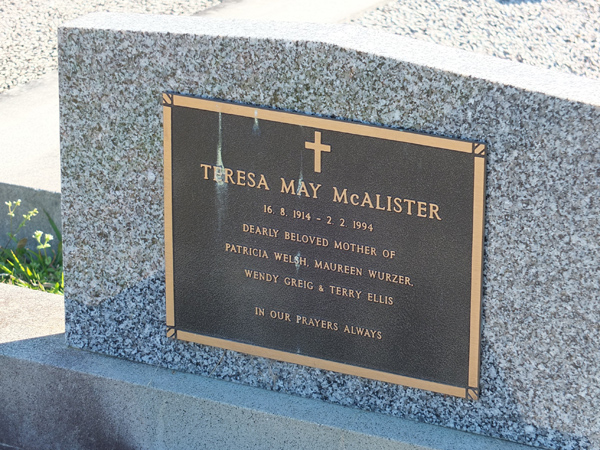 TERESA MAY McALISTER
16. 8. 1914 - 2. 2. 1994
DEARLY BELOVED MOTHER OF
PATRICIA WELSH, MAUREEN WURZER,
WENDY GREIG & TERRY ELLIS
IN OUR PRAYERS ALWAYS